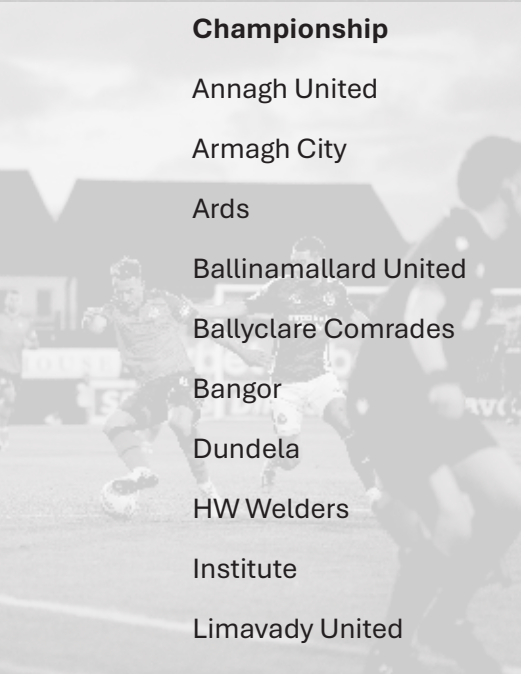 Championship
Annagh United
Armagh City
Ards
Ballinamallard United
Ballyclare Comrades
Bangor
Dundela
HW Welders
Institute
Limavady United